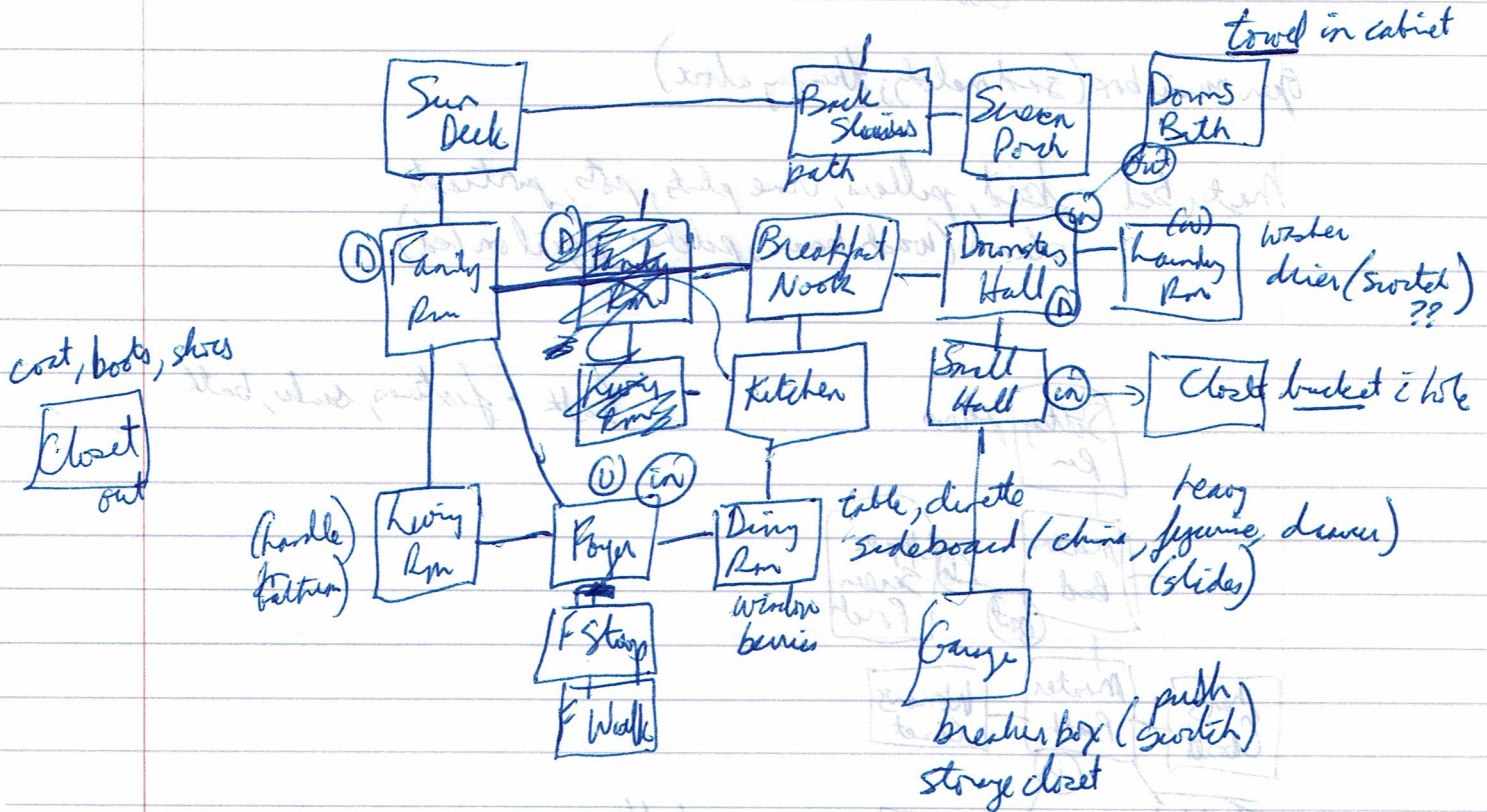 towel in cabinet
Sun
Deck
Back
Stairs
path
Screen
Porch
Downs
Bath
out
in
D
Family
Rm
D
Breakfast
Nook
Downstrs
Hall
D
(w)
Laundry
Rm
washer
drier (switch)
??
coat, boots, shoes
Closet
out
Living
Rm
Kitchen
Small
Hall
in
Closet
bucket c hole
U
in
(handle)
Living
Rm
Foyer
Dining
Rm
window
berries
table, dinette
sideboard (china, figurine, drawer)
heavy
(slides)
F Stoop
F Walk
Garage
breaker box (push
switch)
storage closet